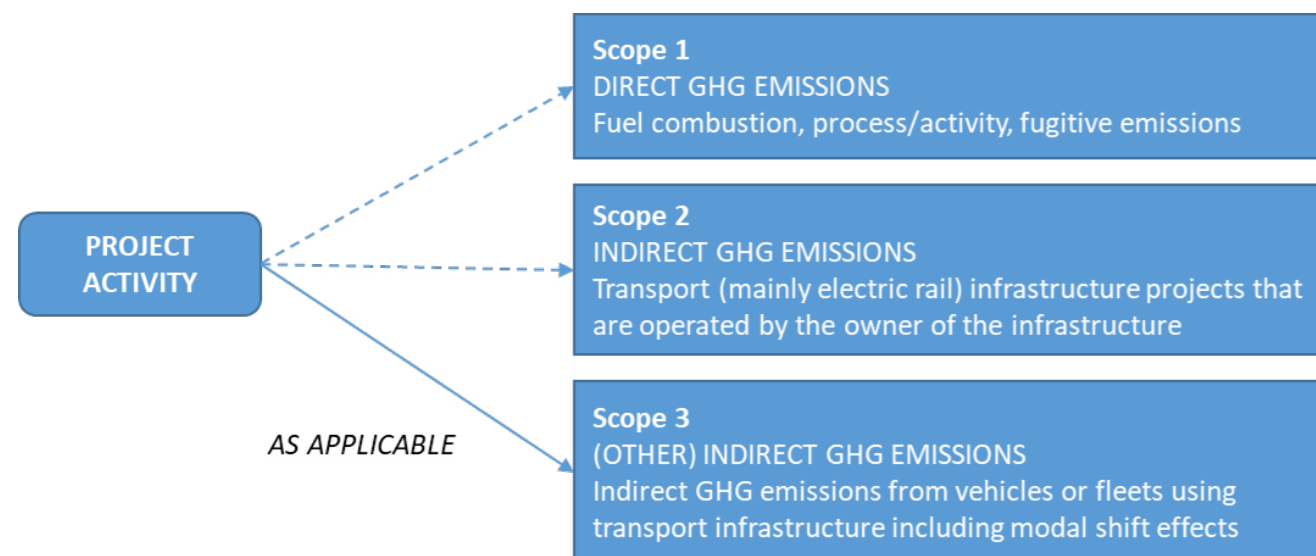 Scope 1
DIRECT GHG EMISSIONS
Fuel combustion, process/activity, fugitive emissions
PROJECT
ACTIVITY
Scope 2
INDIRECT GHG EMISSIONS
Transport (mainly electric rail) infrastructure projects that
are operated by the owner of the infrastructure
AS APPLICABLE
Scope 3
(OTHER) INDIRECT GHG EMISSIONS
Indirect GHG emissions from vehicles or fleets using
transport infrastructure including modal shift effects